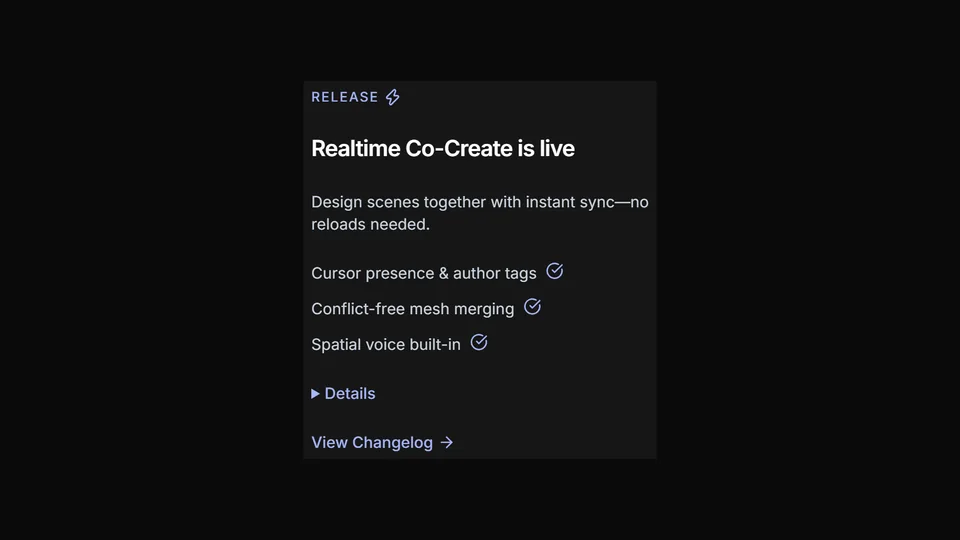 RELEASE
Realtime Co-Create is live
Design scenes together with instant sync—no
reloads needed.
Cursor presence & author tags
Conflict-free mesh merging
Spatial voice built-in
Details
View Changelog